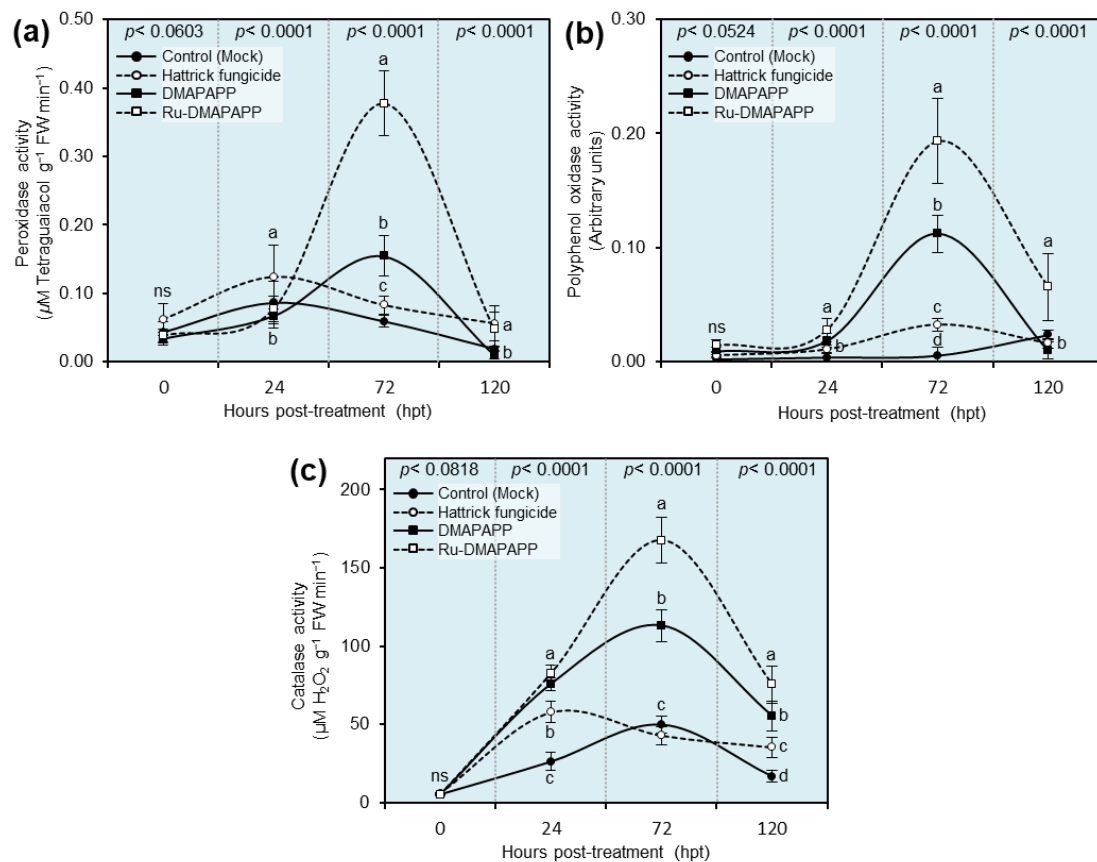 (a)
Peroxidase activity
(µM Tetraguaiacol g⁻¹ FW min⁻¹)
0.50
0.40
0.30
0.20
0.10
0.00
p< 0.0603 p< 0.0001 p< 0.0001 p< 0.0001
Control (Mock)
Hattrick fungicide
DMAPAPP
Ru-DMAPAPP
a
a
b
ns
c
a
b
b
0 24 72 120
Hours post-treatment (hpt)
(b)
Polyphenol oxidase activity
(Arbitrary units)
0.30
0.20
0.10
0.00
p< 0.0524 p< 0.0001 p< 0.0001 p< 0.0001
Control (Mock)
Hattrick fungicide
DMAPAPP
Ru-DMAPAPP
a
b
a
ns
a
c
b
d
b
0 24 72 120
Hours post-treatment (hpt)
(c)
Catalase activity
(µM H₂O₂ g⁻¹ FW min⁻¹)
200
150
100
50
0
p< 0.0818 p< 0.0001 p< 0.0001 p< 0.0001
Control (Mock)
Hattrick fungicide
DMAPAPP
Ru-DMAPAPP
a
b
a
a
c
b
b
c
ns
c
d
0 24 72 120
Hours post-treatment (hpt)